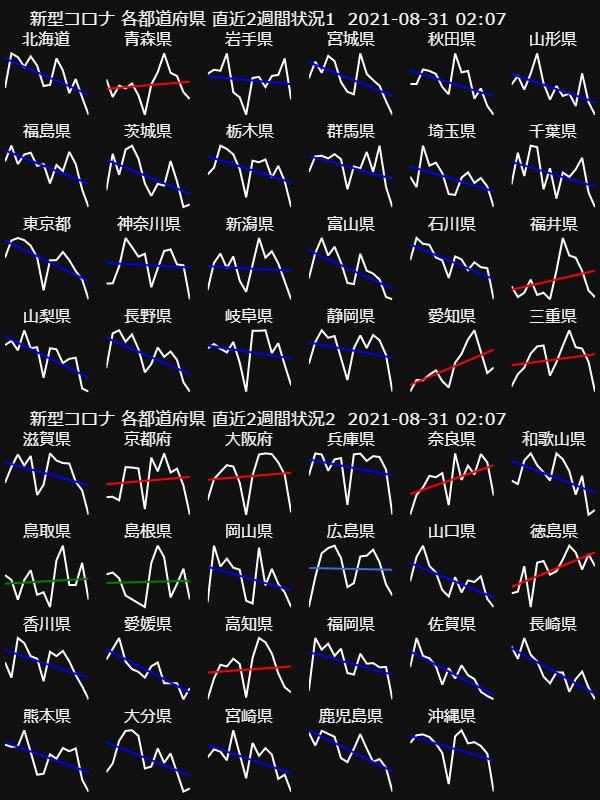 新型コロナ 各都道府県 直近2週間状況1 2021-08-31 02:07
北海道 青森県 岩手県 宮城県 秋田県 山形県
福島県 茨城県 栃木県 群馬県 埼玉県 千葉県
東京都 神奈川県 新潟県 富山県 石川県 福井県
山梨県 長野県 岐阜県 静岡県 愛知県 三重県
新型コロナ 各都道府県 直近2週間状況2 2021-08-31 02:07
滋賀県 京都府 大阪府 兵庫県 奈良県 和歌山県
鳥取県 島根県 岡山県 広島県 山口県 徳島県
香川県 愛媛県 高知県 福岡県 佐賀県 長崎県
熊本県 大分県 宮崎県 鹿児島県 沖縄県